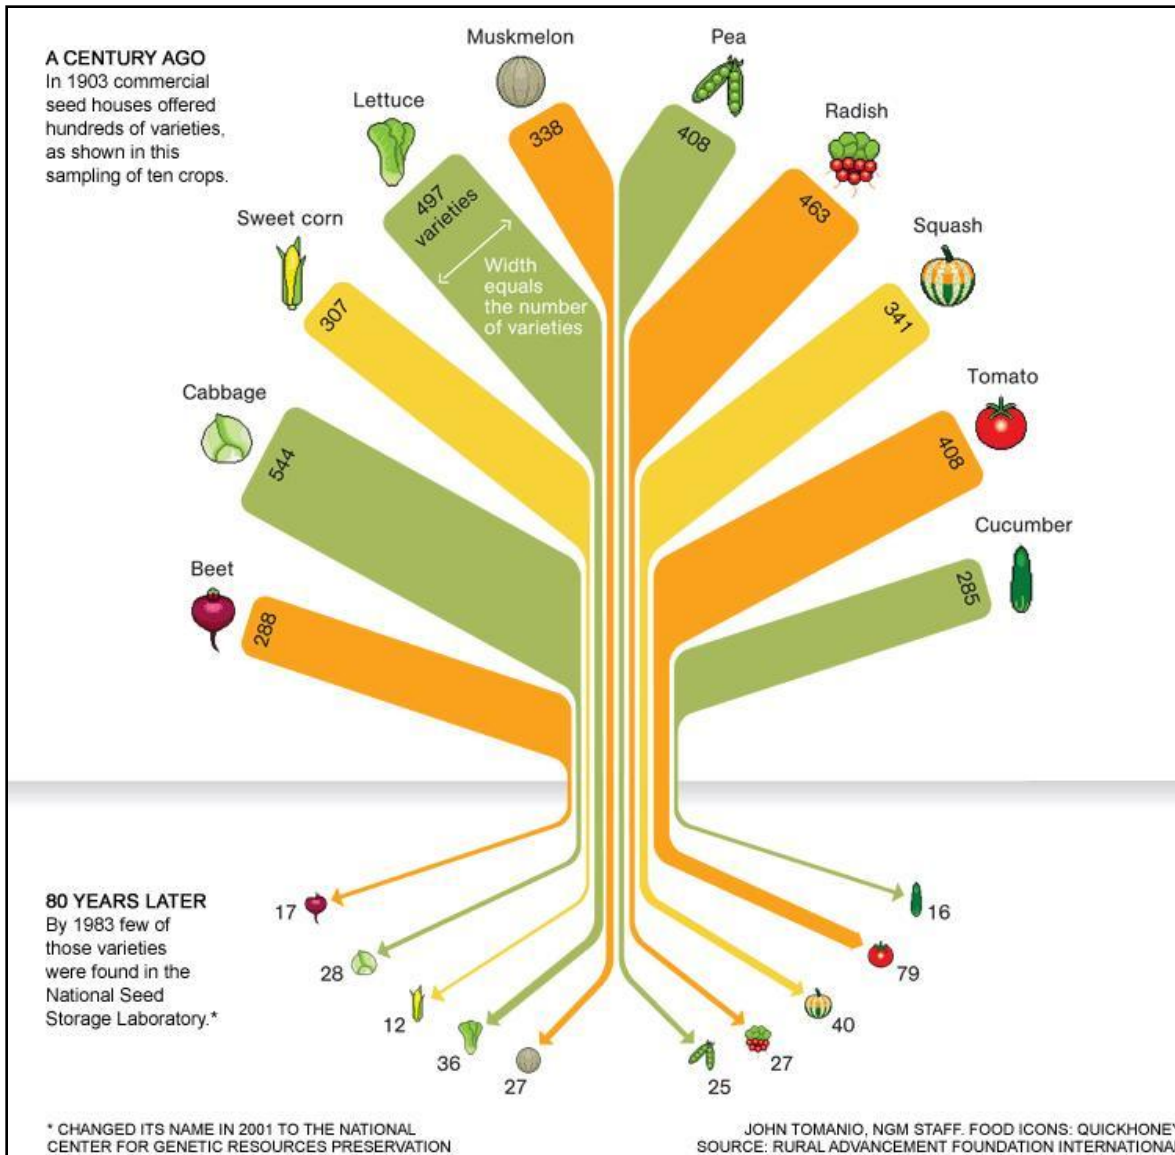 A CENTURY AGO
In 1903 commercial
seed houses offered
hundreds of varieties,
as shown in this
sampling of ten crops.
Muskmelon
338
Pea
408
Lettuce
497
varieties
Radish
463
Sweet corn
307
Width
equals
the number
of varieties
Squash
341
Cabbage
544
Tomato
408
Beet
288
Cucumber
285
80 YEARS LATER
By 1983 few of
those varieties
were found in the
National Seed
Storage Laboratory.*
17
28
12
36
27
25
27
40
79
16
* CHANGED ITS NAME IN 2001 TO THE NATIONAL
CENTER FOR GENETIC RESOURCES PRESERVATION
JOHN TOMANIO, NGM STAFF. FOOD ICONS: QUICKHONEY
SOURCE: RURAL ADVANCEMENT FOUNDATION INTERNATIONAL